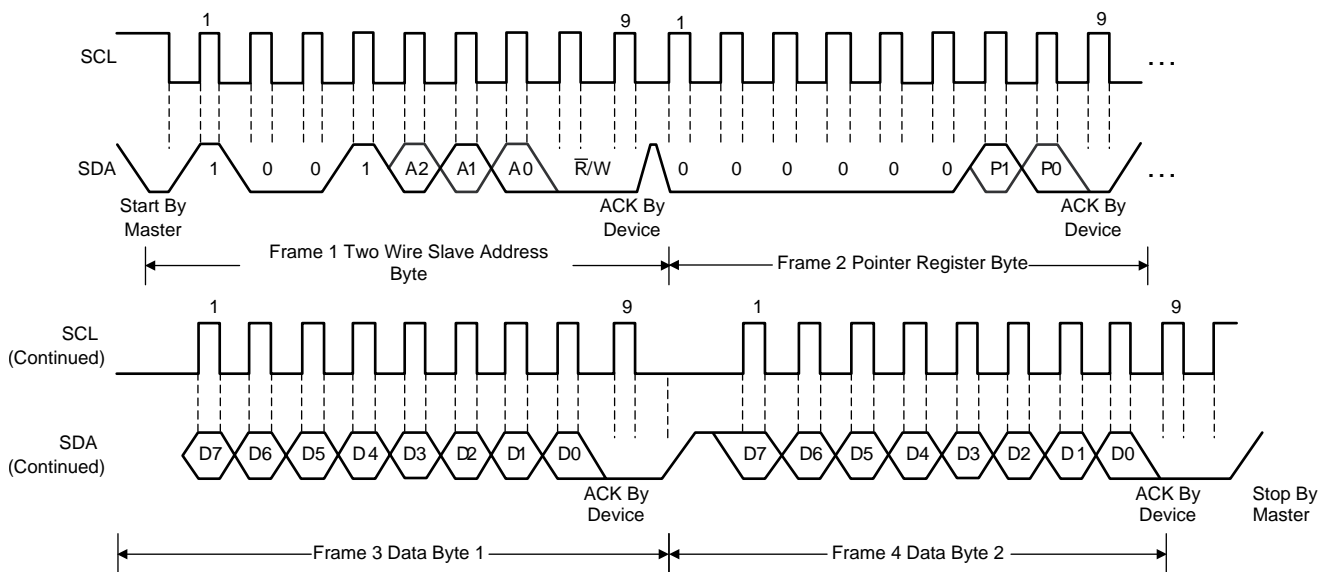 1 9 1 9
SCL ...
SDA 1 0 0 1 A2 A1 A0 R̅/W 0 0 0 0 0 0 P1 P0 ...
Start By
Master
ACK By
Device
ACK By
Device
Frame 1 Two Wire Slave Address
Byte
Frame 2 Pointer Register Byte
1 9 1 9
SCL
(Continued)
SDA
(Continued)
D7 D6 D5 D4 D3 D2 D1 D0 D7 D6 D5 D4 D3 D2 D1 D0
ACK By
Device
ACK By
Device
Stop By
Master
Frame 3 Data Byte 1
Frame 4 Data Byte 2